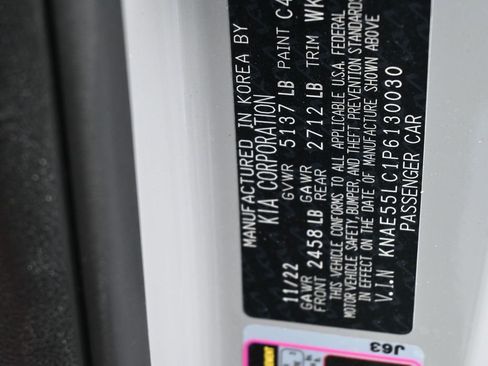 MANUFACTURED IN KOREA BY
KIA CORPORATION
11/22 GVWR 5137 LB PAINT C4
GAWR FRONT 2458 LB GAWR REAR 2712 LB TRIM WK
THIS VEHICLE CONFORMS TO ALL APPLICABLE U.S.A. FEDERAL
MOTOR VEHICLE SAFETY, BUMPER, AND THEFT PREVENTION STANDARDS
IN EFFECT ON THE DATE OF MANUFACTURE SHOWN ABOVE
V.I.N KNAE55LC1P6130030
PASSENGER CAR
J63